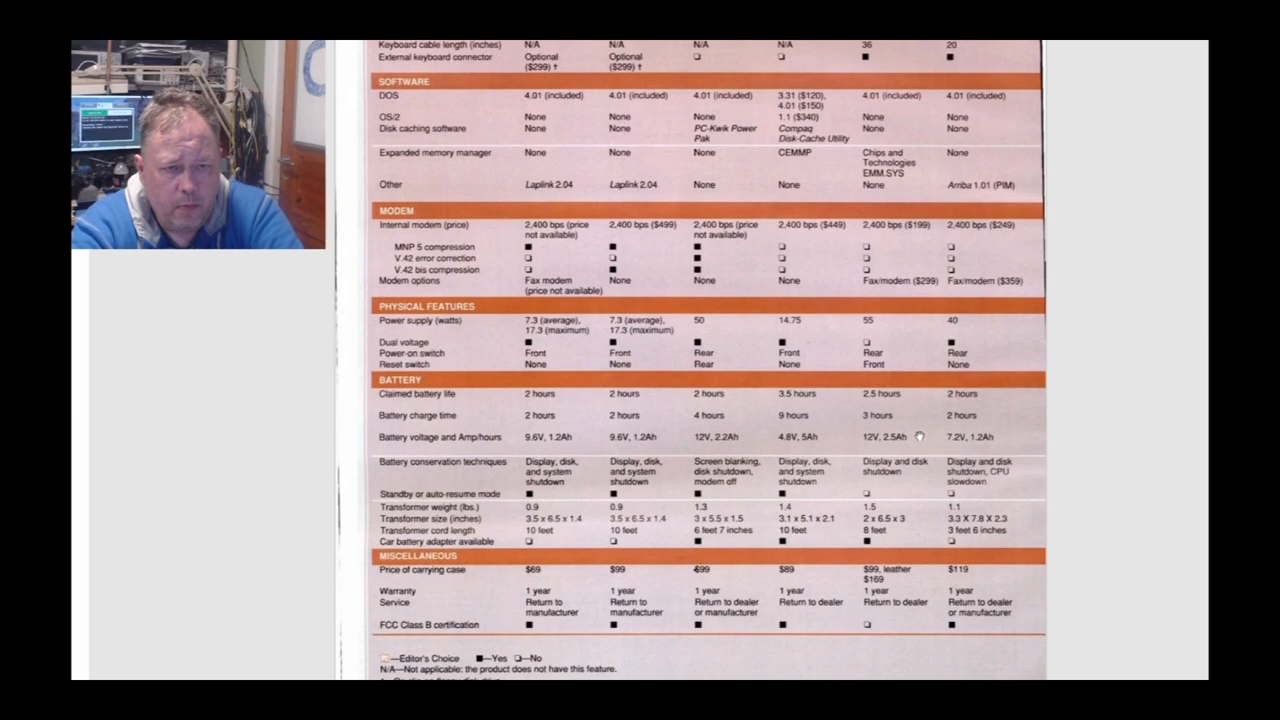 Keyboard cable length (inches) N/A N/A N/A N/A 36 20
External keyboard connector Optional Optional ❏ ❏ ■ ■
($299) † ($299) †
SOFTWARE
DOS 4.01 (included) 4.01 (included) 4.01 (included) 3.31 ($120), 4.01 (included) 4.01 (included)
4.01 ($150)
OS/2 None None None 1.1 ($340) None None
Disk caching software None None PC-Kwik Power Compaq None None
Pak Disk-Cache Utility
Expanded memory manager None None None CEMMP Chips and None
Technologies
EMM.SYS
Other Laplink 2.04 Laplink 2.04 None None None Arriba 1.01 (PIM)
MODEM
Internal modem (price) 2,400 bps (price 2,400 bps ($499) 2,400 bps (price 2,400 bps ($449) 2,400 bps ($199) 2,400 bps ($249)
not available) not available)
MNP 5 compression ■ ■ ■ ❏ ❏ ❏
V.42 error correction ❏ ❏ ■ ❏ ❏ ❏
V.42 bis compression ❏ ■ ■ ❏ ❏ ❏
Modem options Fax modem None None None Fax/modem ($299) Fax/modem ($359)
(price not available)
PHYSICAL FEATURES
Power supply (watts) 7.3 (average), 7.3 (average), 50 14.75 55 40
17.3 (maximum) 17.3 (maximum)
Dual voltage ■ ■ ■ ■ ❏ ■
Power-on switch Front Front Rear Front Rear Rear
Reset switch None None Rear None Front None
BATTERY
Claimed battery life 2 hours 2 hours 2 hours 3.5 hours 2.5 hours 2 hours
Battery charge time 2 hours 2 hours 4 hours 9 hours 3 hours 2 hours
Battery voltage and Amp/hours 9.6V, 1.2Ah 9.6V, 1.2Ah 12V, 2.2Ah 4.8V, 5Ah 12V, 2.5Ah 7.2V, 1.2Ah
Battery conservation techniques Display, disk, Display, disk, Screen blanking, Display, disk, Display and disk Display and disk
and system and system disk shutdown, and system shutdown shutdown, CPU
shutdown shutdown modem off shutdown slowdown
Standby or auto-resume mode ■ ■ ■ ■ ❏ ❏
Transformer weight (lbs.) 0.9 0.9 1.3 1.4 1.5 1.1
Transformer size (inches) 3.5 x 6.5 x 1.4 3.5 x 6.5 x 1.4 3 x 5.5 x 1.5 3.1 x 5.1 x 2.1 2 x 6.5 x 3 3.3 X 7.8 X 2.3
Transformer cord length 10 feet 10 feet 6 feet 7 inches 10 feet 8 feet 3 feet 6 inches
Car battery adapter available ❏ ❏ ■ ■ ■ ❏
MISCELLANEOUS
Price of carrying case $69 $99 $99 $89 $99, leather $119
$169
Warranty 1 year 1 year 1 year 1 year 1 year 1 year
Service Return to Return to Return to dealer Return to dealer Return to dealer Return to dealer
manufacturer manufacturer or manufacturer or manufacturer
FCC Class B certification ■ ■ ■ ■ ❏ ■
—Editor's Choice ■—Yes ❏—No
N/A—Not applicable: the product does not have this feature.